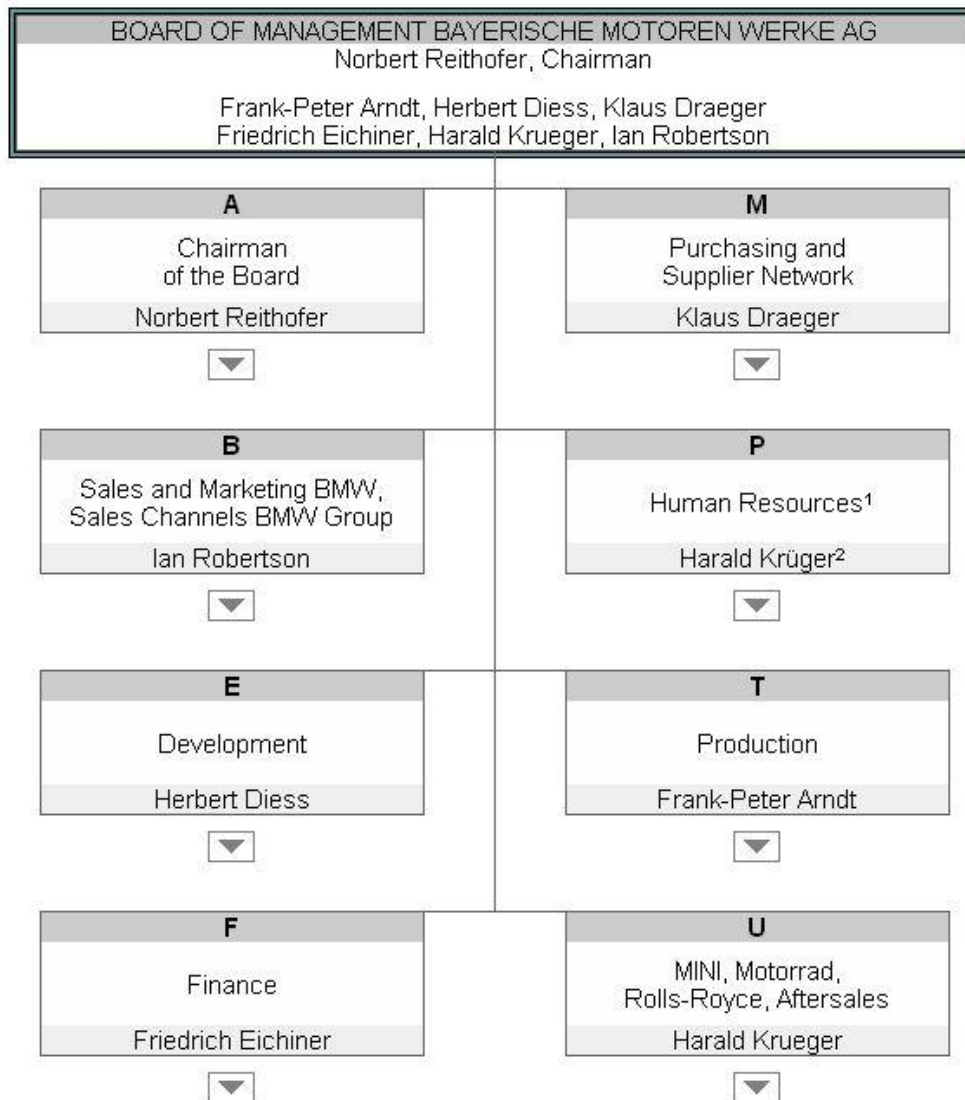 BOARD OF MANAGEMENT BAYERISCHE MOTOREN WERKE AG
Norbert Reithofer, Chairman
Frank-Peter Arndt, Herbert Diess, Klaus Draeger
Friedrich Eichiner, Harald Krueger, Ian Robertson
A
Chairman
of the Board
Norbert Reithofer
M
Purchasing and
Supplier Network
Klaus Draeger
B
Sales and Marketing BMW,
Sales Channels BMW Group
Ian Robertson
P
Human Resources¹
Harald Krüger²
E
Development
Herbert Diess
T
Production
Frank-Peter Arndt
F
Finance
Friedrich Eichiner
U
MINI, Motorrad,
Rolls-Royce, Aftersales
Harald Krueger